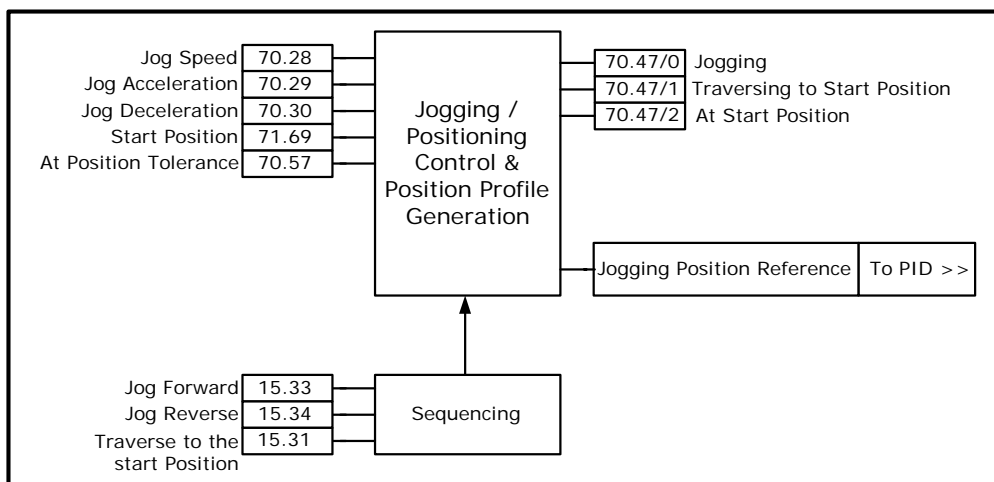 Jog Speed 70.28
Jog Acceleration 70.29
Jog Deceleration 70.30
Start Position 71.69
At Position Tolerance 70.57
Jogging /
Positioning
Control &
Position Profile
Generation
70.47/0 Jogging
70.47/1 Traversing to Start Position
70.47/2 At Start Position
Jogging Position Reference To PID >>
Jog Forward 15.33
Jog Reverse 15.34
Traverse to the 15.31
start Position
Sequencing